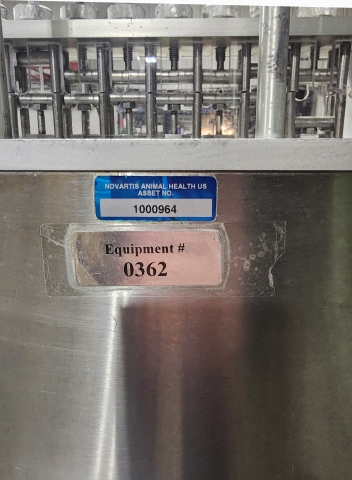 NOVARTIS ANIMAL HEALTH US
ASSET NO.
1000964
Equipment #
0362